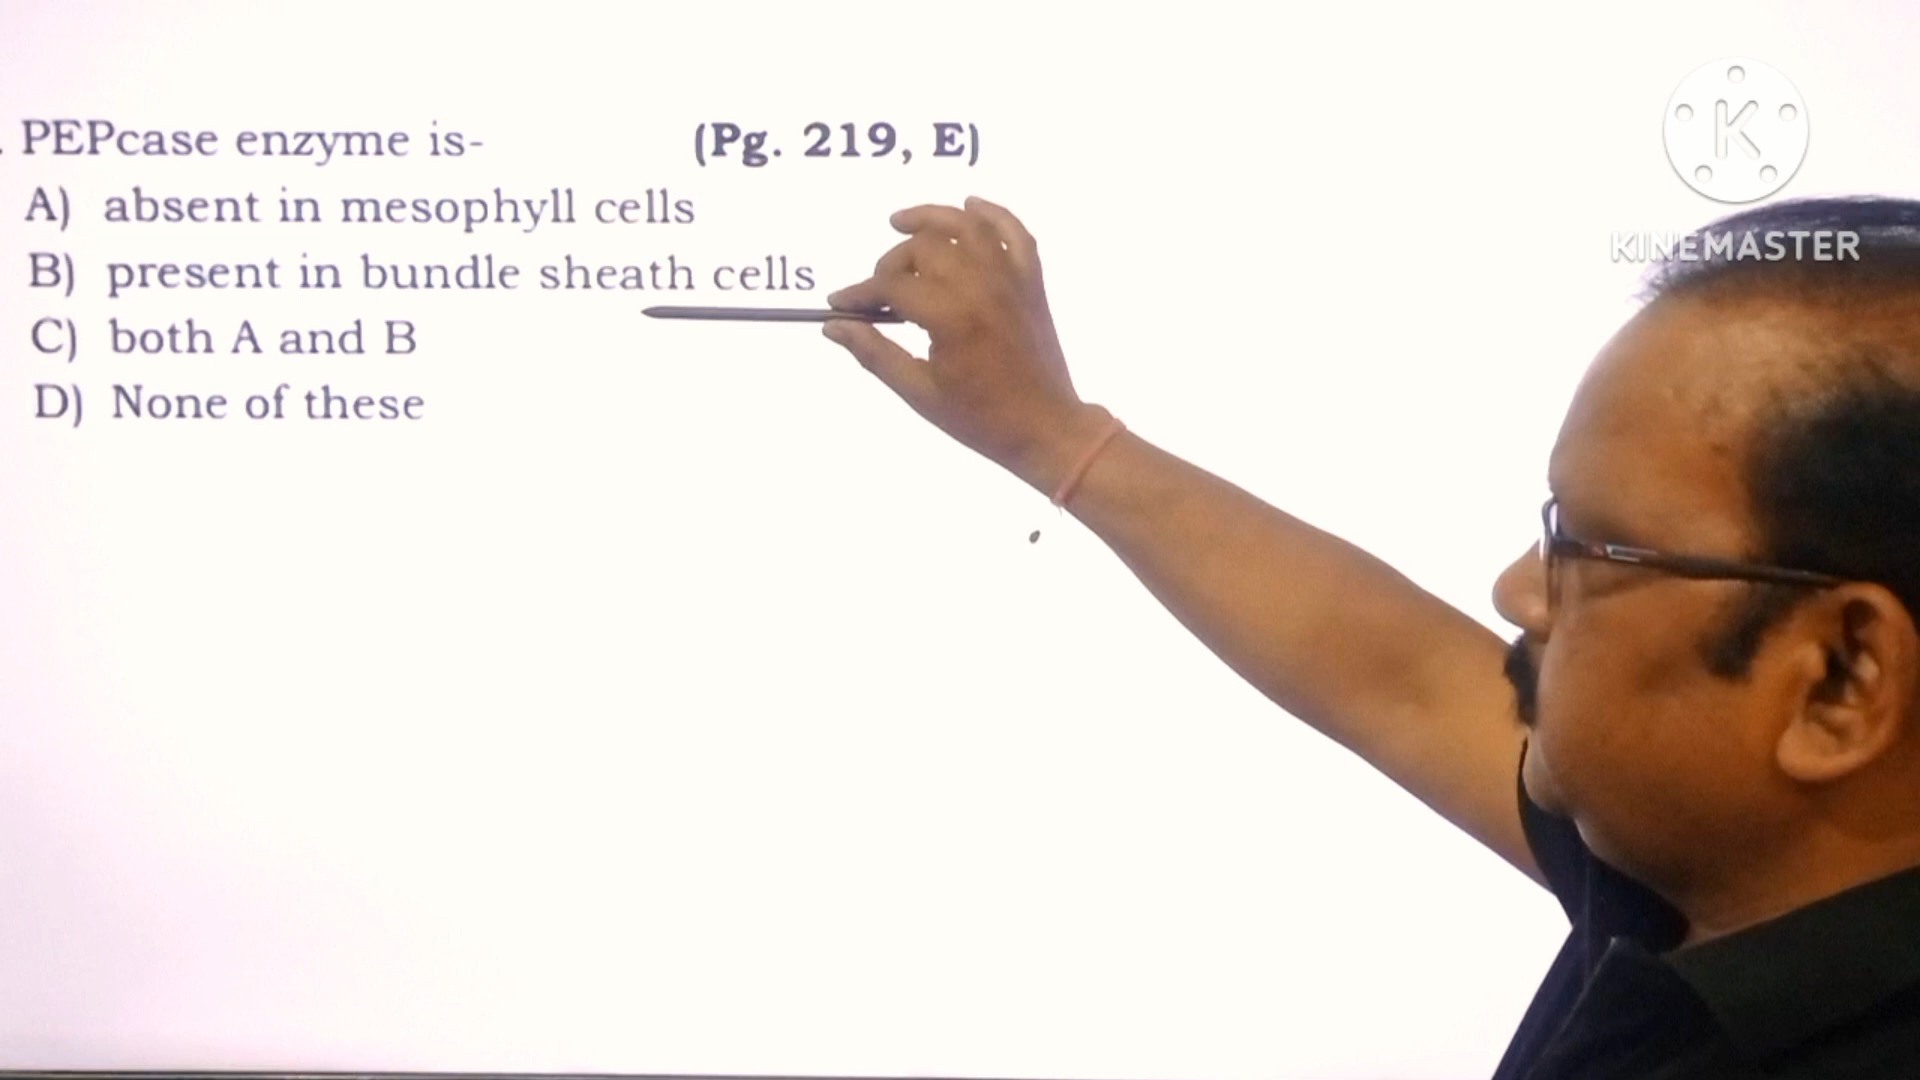 . PEPcase enzyme is- (Pg. 219, E)
A) absent in mesophyll cells
B) present in bundle sheath cells
C) both A and B
D) None of these
K
KINEMASTER